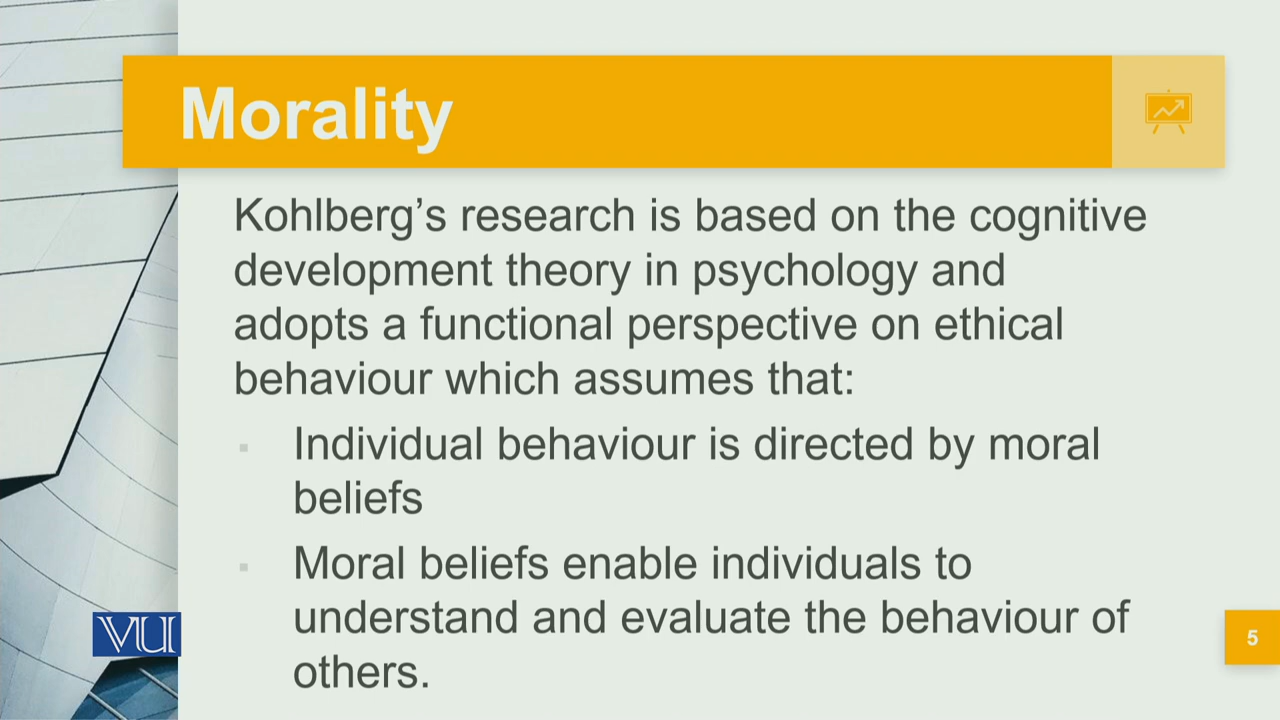 Morality
Kohlberg’s research is based on the cognitive
development theory in psychology and
adopts a functional perspective on ethical
behaviour which assumes that:
▪ Individual behaviour is directed by moral
beliefs
▪ Moral beliefs enable individuals to
understand and evaluate the behaviour of
others.
VU
5